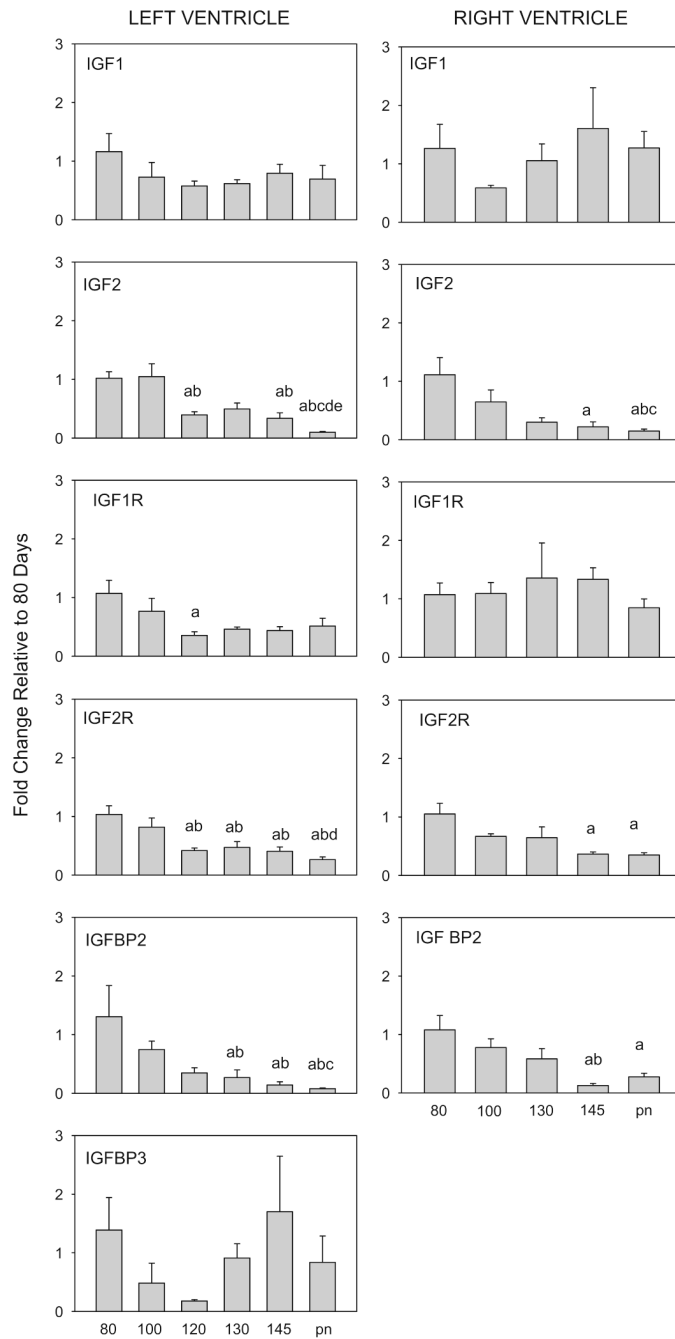 LEFT VENTRICLE
RIGHT VENTRICLE
Fold Change Relative to 80 Days
3
IGF1
2
1
0
3
IGF1
2
1
0
3
IGF2
2
ab
ab
abcde
1
0
3
IGF2
2
a
abc
1
0
3
IGF1R
2
a
1
0
3
IGF1R
2
1
0
3
IGF2R
2
ab
ab
ab
abd
1
0
3
IGF2R
2
a
a
1
0
3
IGFBP2
2
ab
ab
abc
1
0
3
IGF BP2
2
ab
a
1
0
80 100 130 145 pn
3
IGFBP3
2
1
0
80 100 120 130 145 pn